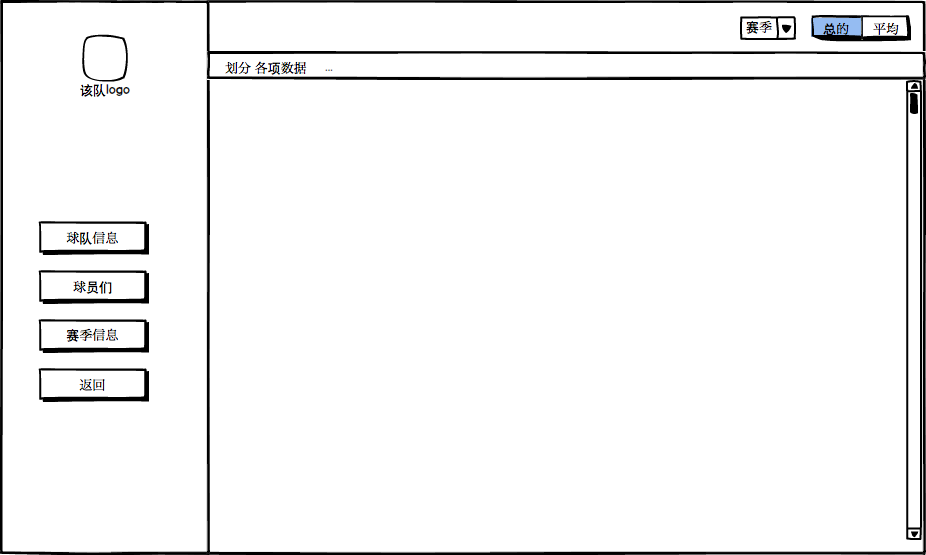 赛季
总的 平均
划分 各项数据 ...
该队logo
球队信息
球员们
赛季信息
返回